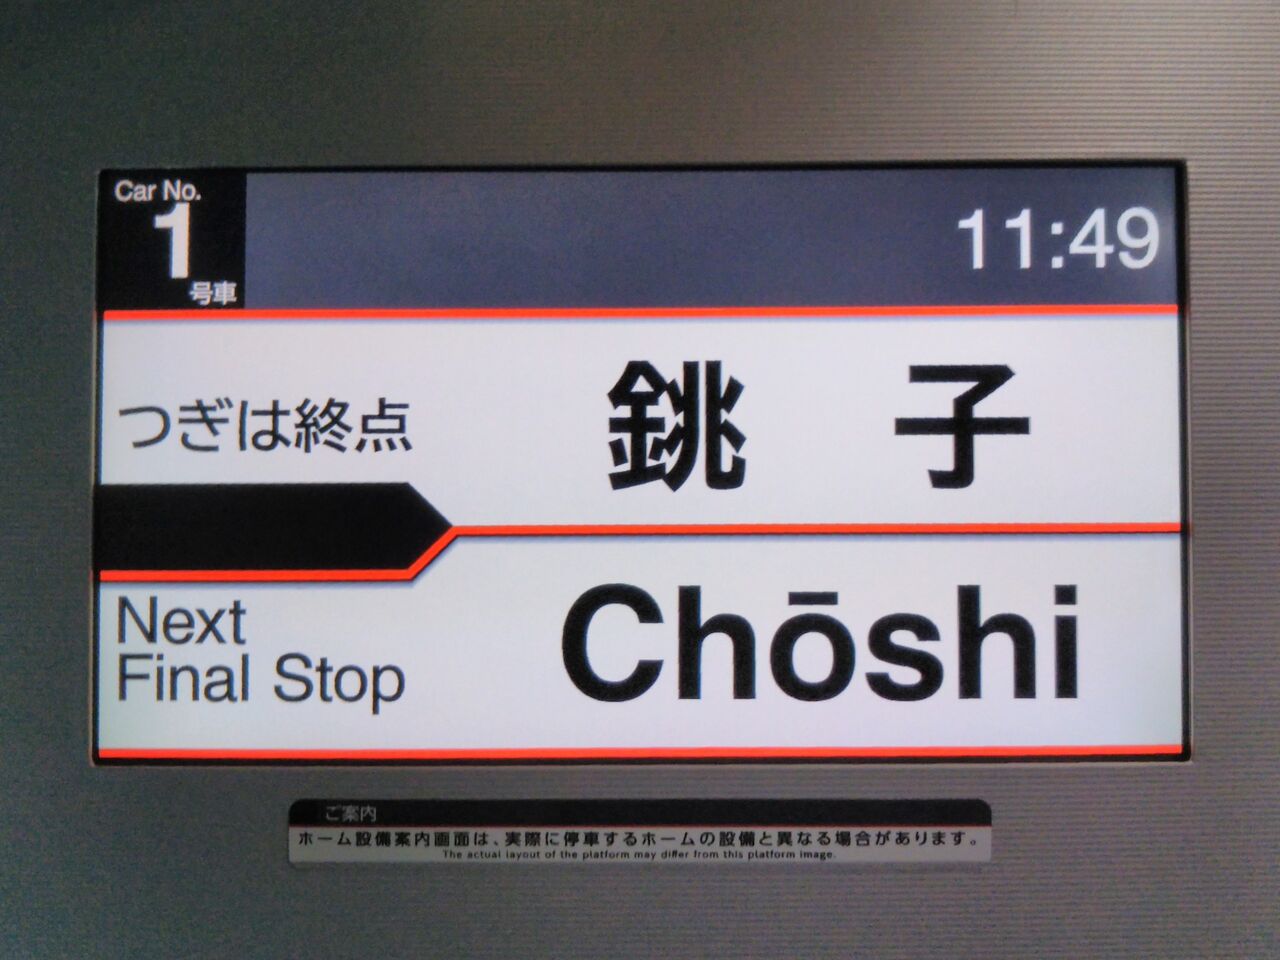 Car No.
1
号車
11:49
つぎは終点
銚子
Next
Final Stop
Chōshi
ご案内
ホーム設備案内画面は、実際に停車するホームの設備と異なる場合があります。
The actual layout of the platform may differ from this platform image.